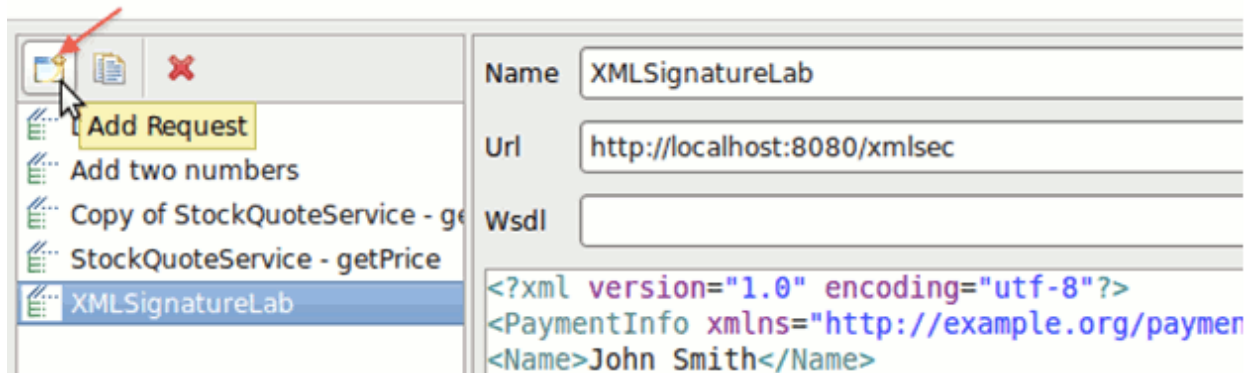 Add Request
Add two numbers
Copy of StockQuoteService - ge
StockQuoteService - getPrice
XMLSignatureLab
Name XMLSignatureLab
Url http://localhost:8080/xmlsec
Wsdl
<?xml version="1.0" encoding="utf-8"?>
<PaymentInfo xmlns="http://example.org/paymen
<Name>John Smith</Name>